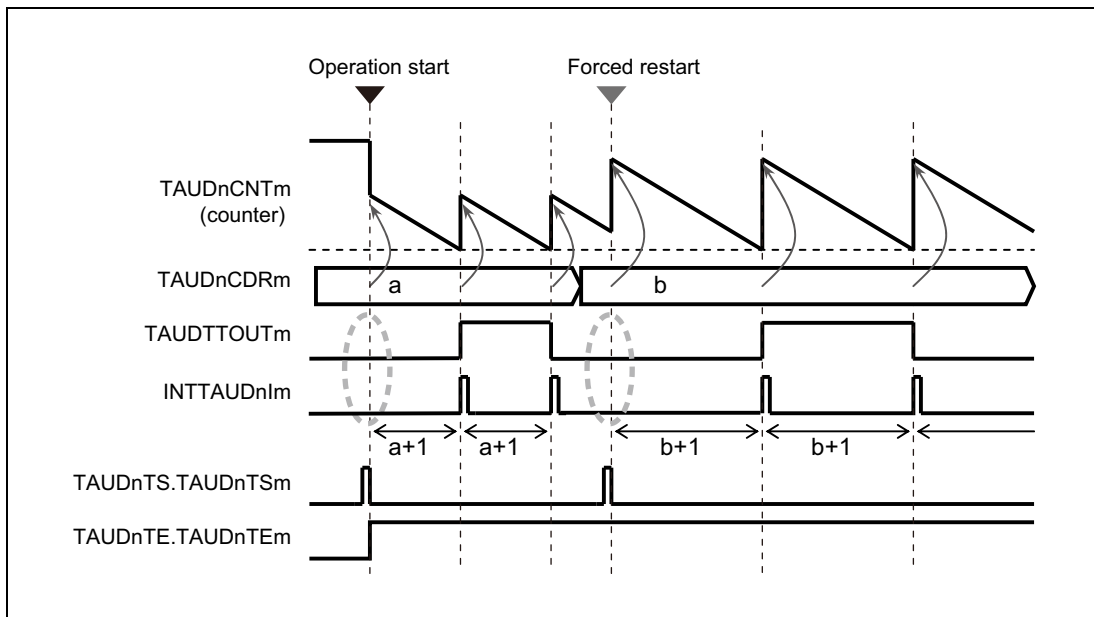 Operation start
Forced restart
TAUDnCNTm
(counter)
TAUDnCDRm
a
b
TAUDTTOUTm
INTTAUDnIm
a+1
a+1
b+1
b+1
TAUDnTS.TAUDnTSm
TAUDnTE.TAUDnTEm